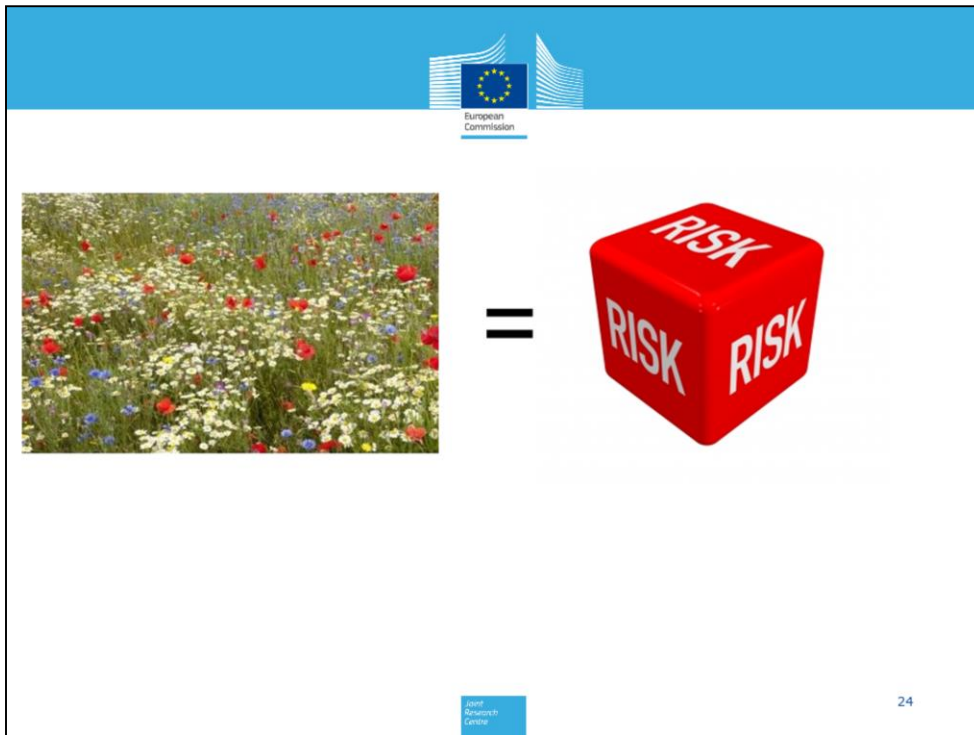 European
Commission
=
RISK
RISK
RISK
Joint
Research
Centre
24